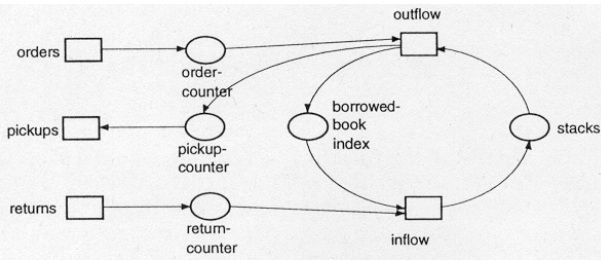 outflow
orders
order-
counter
pickups
pickup-
counter
borrowed-
book
index
stacks
returns
return-
counter
inflow